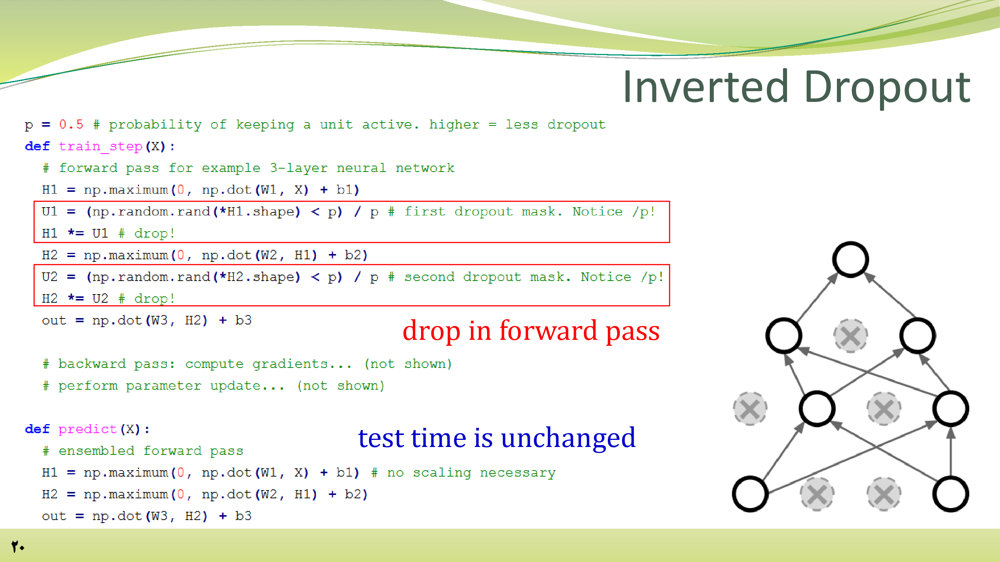 Inverted Dropout
p = 0.5 # probability of keeping a unit active. higher = less dropout
def train_step(X):
  # forward pass for example 3-layer neural network
  H1 = np.maximum(0, np.dot(W1, X) + b1)
  U1 = (np.random.rand(*H1.shape) < p) / p # first dropout mask. Notice /p!
  H1 *= U1 # drop!
  H2 = np.maximum(0, np.dot(W2, H1) + b2)
  U2 = (np.random.rand(*H2.shape) < p) / p # second dropout mask. Notice /p!
  H2 *= U2 # drop!
  out = np.dot(W3, H2) + b3
drop in forward pass
  # backward pass: compute gradients... (not shown)
  # perform parameter update... (not shown)
def predict(X):
test time is unchanged
  # ensembled forward pass
  H1 = np.maximum(0, np.dot(W1, X) + b1) # no scaling necessary
  H2 = np.maximum(0, np.dot(W2, H1) + b2)
  out = np.dot(W3, H2) + b3
۲۰